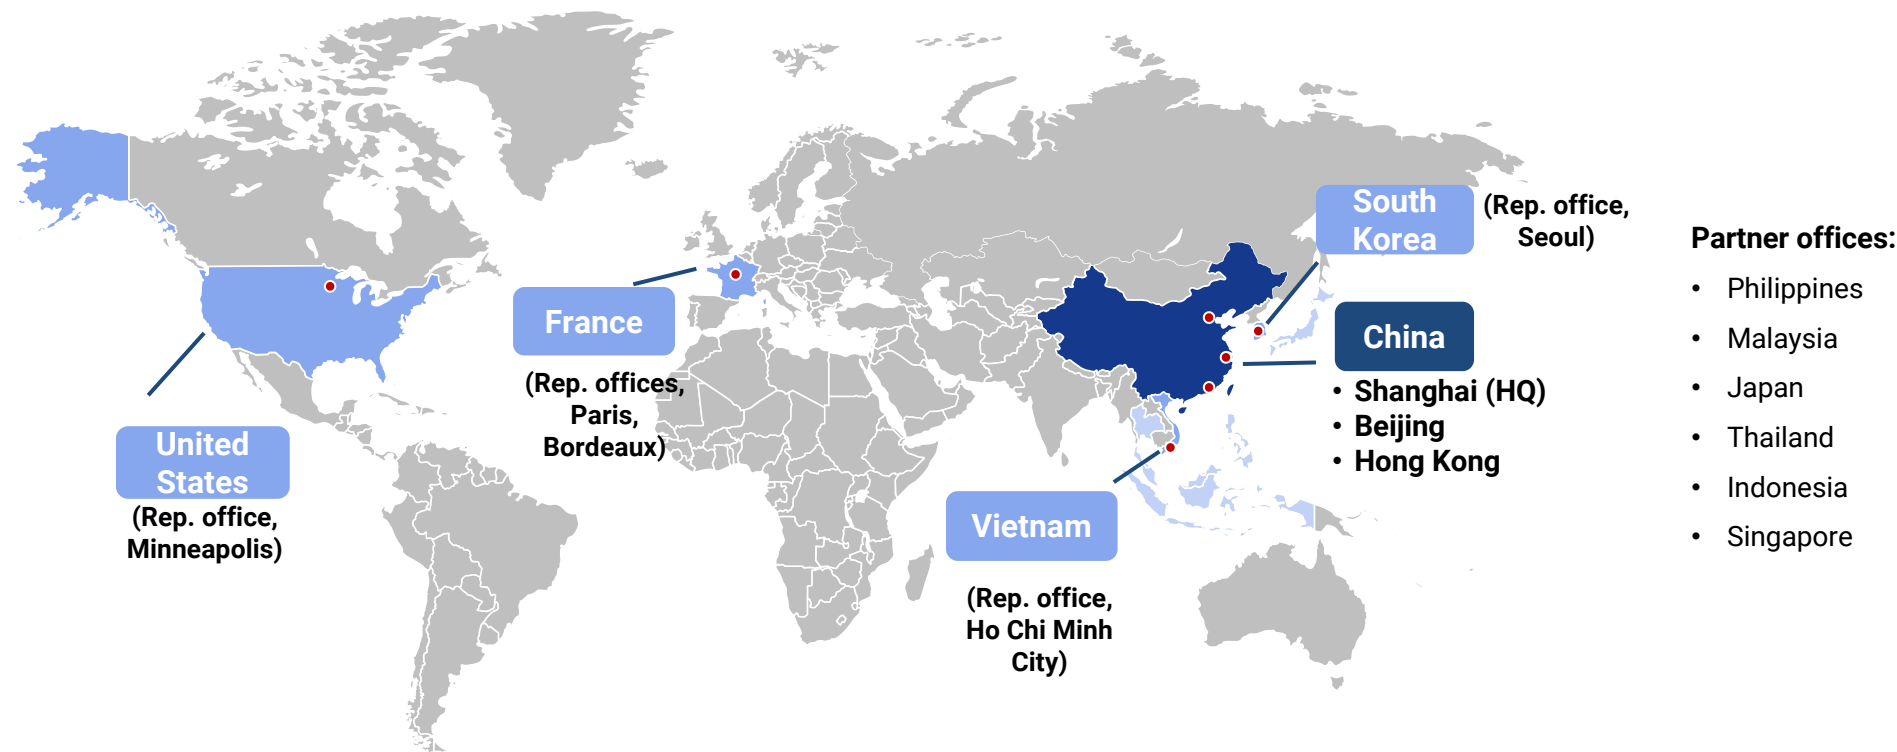 South
Korea
(Rep. office,
Seoul)
Partner offices:
• Philippines
• Malaysia
• Japan
• Thailand
• Indonesia
• Singapore
France
(Rep. offices,
Paris,
Bordeaux)
China
• Shanghai (HQ)
• Beijing
• Hong Kong
United
States
(Rep. office,
Minneapolis)
Vietnam
(Rep. office,
Ho Chi Minh
City)